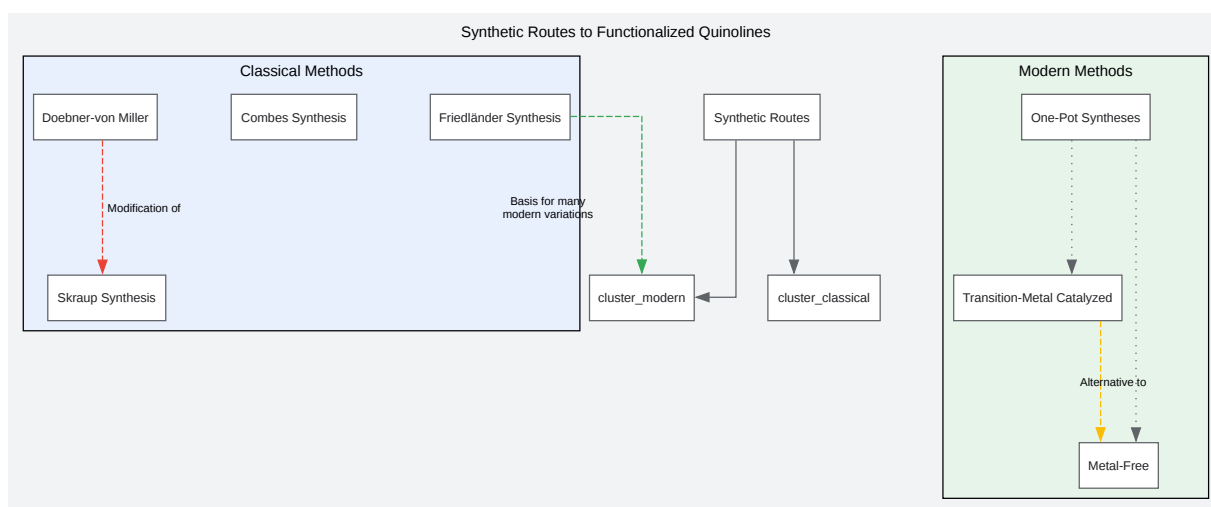 Synthetic Routes to Functionalized Quinolines
Classical Methods
Modern Methods
Doebner-von Miller
Combes Synthesis
Friedländer Synthesis
Synthetic Routes
One-Pot Syntheses
Modification of
Basis for many
modern variations
Skraup Synthesis
cluster_modern
cluster_classical
Transition-Metal Catalyzed
Alternative to
Metal-Free